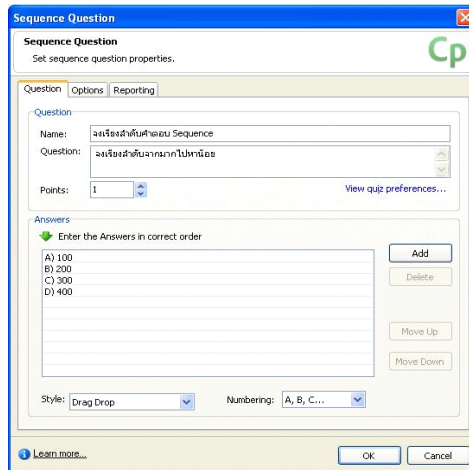 Sequence Question
Sequence Question
Set sequence question properties.
Cp
Question Options Reporting
Question
Name: จงเรียงลำดับคำตอบ Sequence
Question: จงเรียงลำดับจากมากไปหาน้อย
Points: 1
View quiz preferences...
Answers
Enter the Answers in correct order
A) 100
B) 200
C) 300
D) 400
Add
Delete
Move Up
Move Down
Style: Drag Drop Numbering: A, B, C...
Learn more... OK Cancel